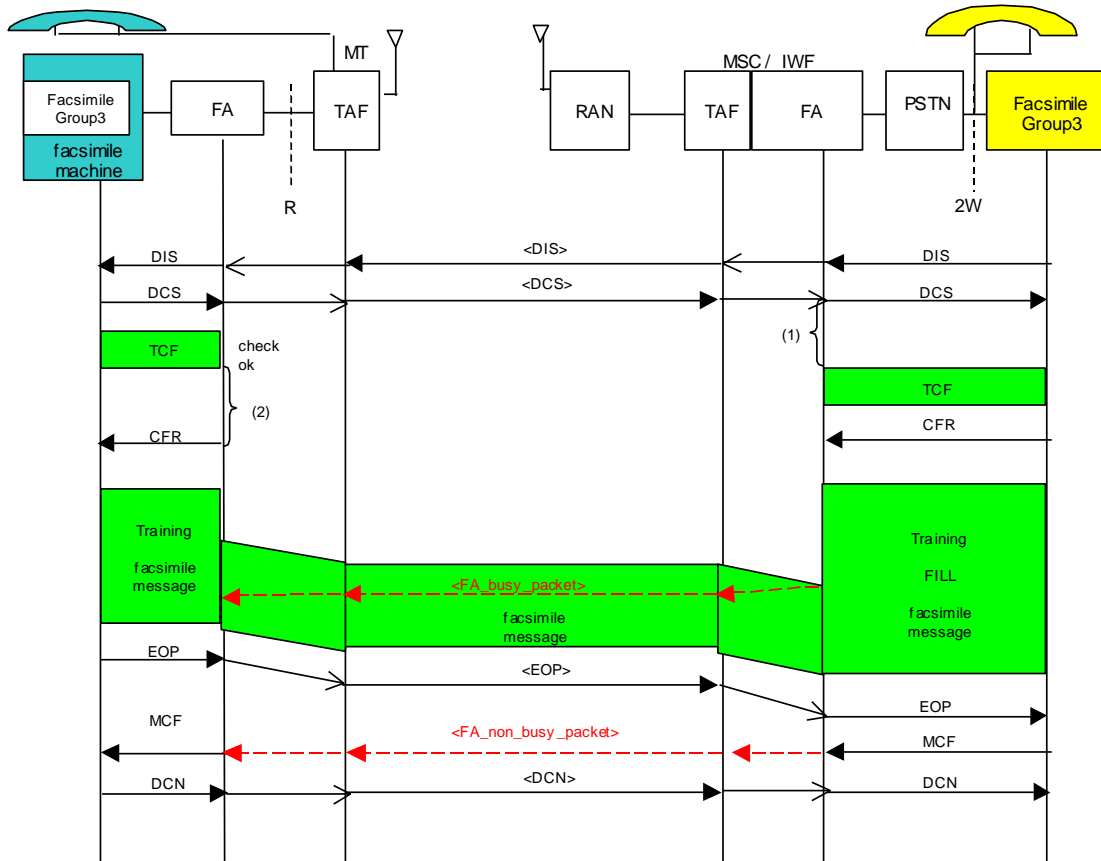 MT
MSC / IWF
Facsimile
Group3
facsimile
machine
FA
TAF
RAN
TAF
FA
PSTN
Facsimile
Group3
R
2W
DIS
<DIS>
DIS
DCS
<DCS>
DCS
TCF
check
ok
(1)
(2)
TCF
CFR
CFR
Training
facsimile
message
<FA_busy_packet>
facsimile
message
Training
FILL
facsimile
message
EOP
<EOP>
EOP
MCF
<FA_non_busy_packet>
MCF
DCN
<DCN>
DCN